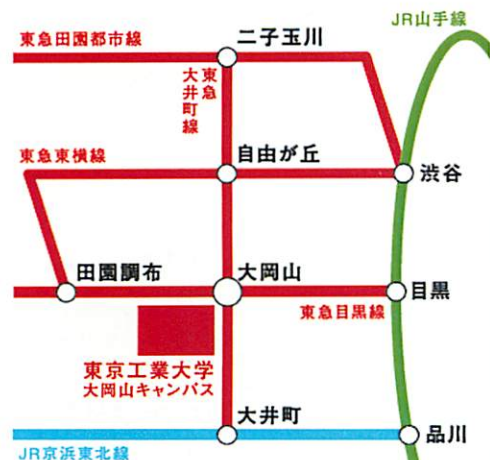 JR山手線
東急田園都市線
二子玉川
東急
大井町線
東急東横線
自由が丘
渋谷
田園調布
大岡山
目黒
東急目黒線
東京工業大学
大岡山キャンパス
大井町
品川
JR京浜東北線